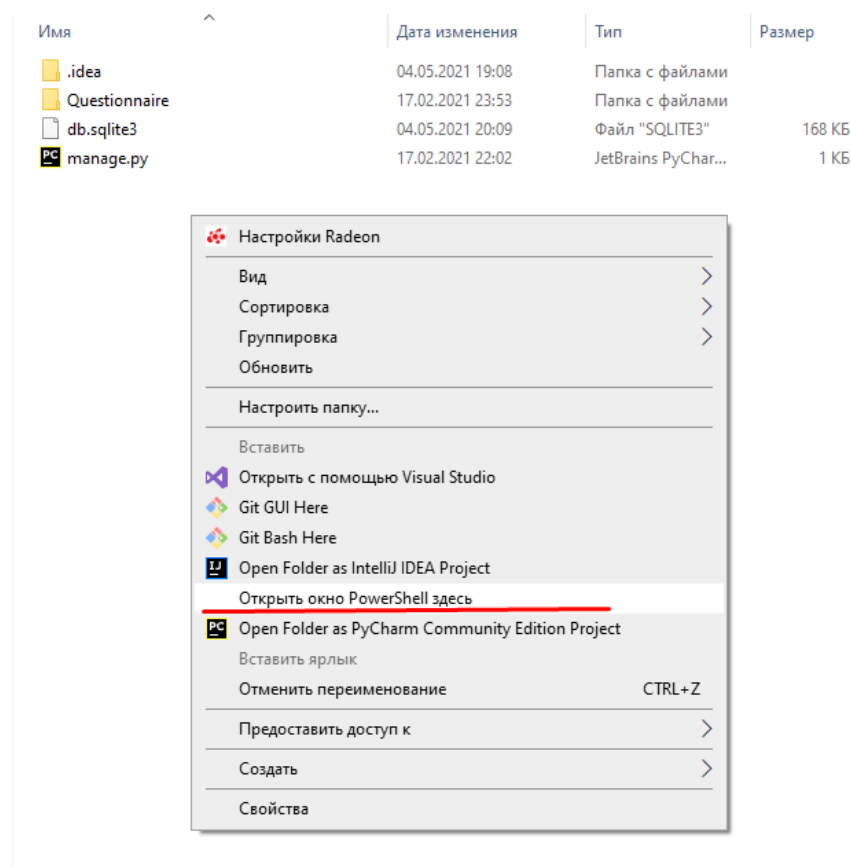 Имя Дата изменения Тип Размер
.idea 04.05.2021 19:08 Папка с файлами
Questionnaire 17.02.2021 23:53 Папка с файлами
db.sqlite3 04.05.2021 20:09 Файл "SQLITE3" 168 КБ
manage.py 17.02.2021 22:02 JetBrains PyChar... 1 КБ
Настройки Radeon
Вид
Сортировка
Группировка
Обновить
Настроить папку...
Вставить
Открыть с помощью Visual Studio
Git GUI Here
Git Bash Here
Open Folder as IntelliJ IDEA Project
Открыть окно PowerShell здесь
Open Folder as PyCharm Community Edition Project
Вставить ярлык
Отменить переименование CTRL+Z
Предоставить доступ к
Создать
Свойства